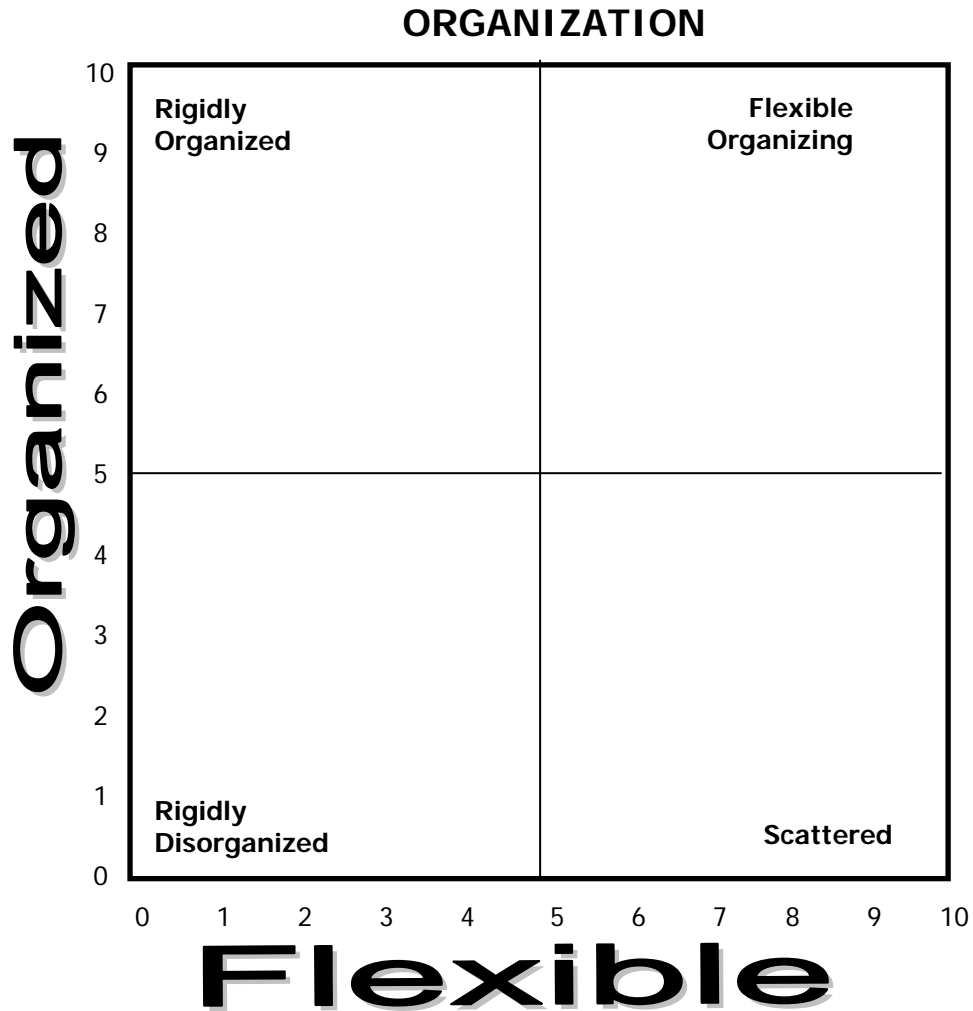 ORGANIZATION
10
Rigidly
Organized
Flexible
Organizing
9
8
7
6
5
4
3
2
1
0
Organized
Rigidly
Disorganized
Scattered
0 1 2 3 4 5 6 7 8 9 10
Flexible